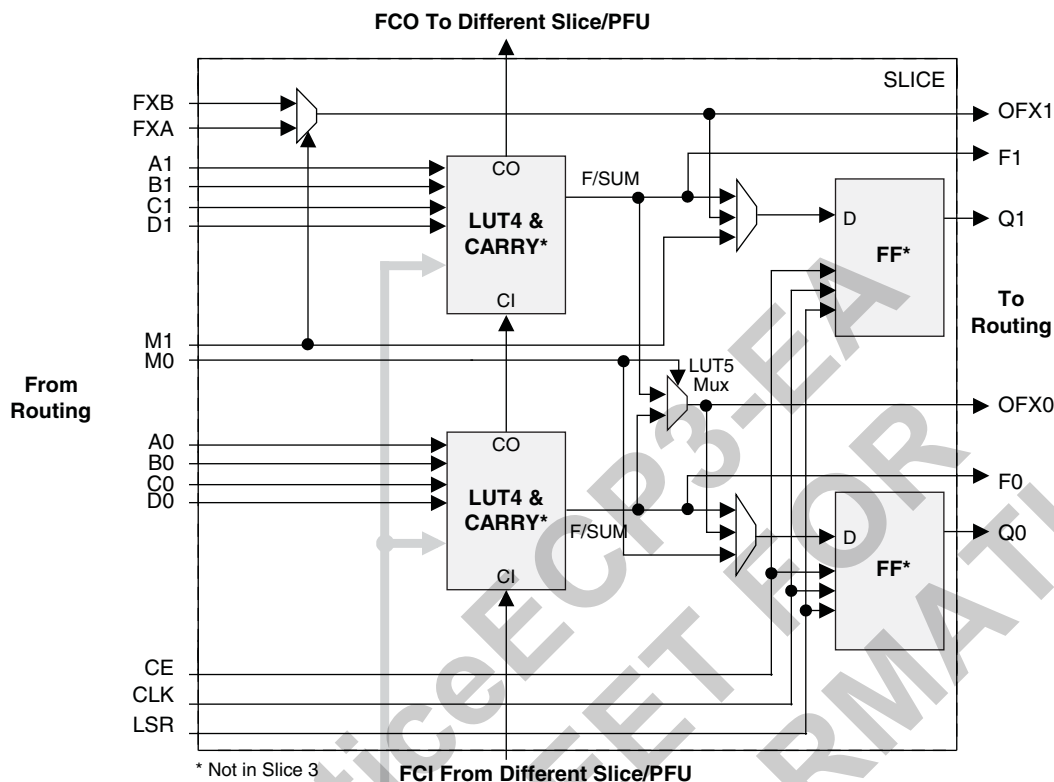 FCO To Different Slice/PFU
SLICE
FXB
FXA
OFX1
A1
B1
C1
D1
CO
LUT4 &
CARRY*
CI
F/SUM
F1
D
FF*
Q1
To
Routing
M1
M0
From
Routing
LUT5
Mux
OFX0
A0
B0
C0
D0
CO
LUT4 &
CARRY*
CI
F/SUM
F0
D
FF*
Q0
CE
CLK
LSR
* Not in Slice 3
FCI From Different Slice/PFU